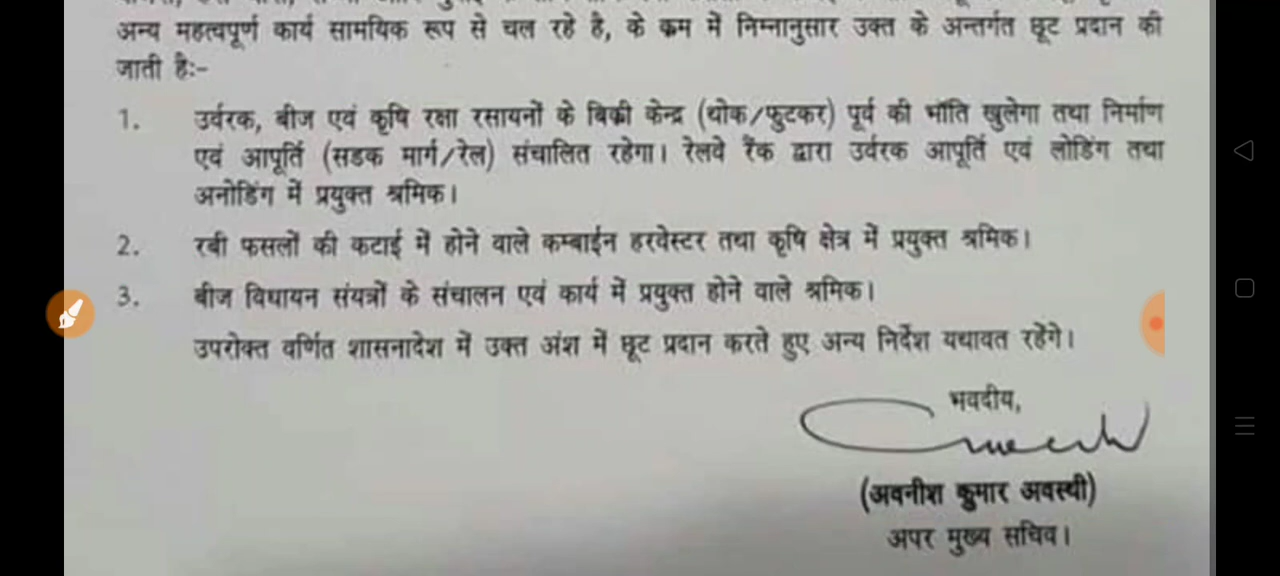 अन्य महत्वपूर्ण कार्य सामयिक रूप से चल रहे है, के कम में निम्नानुसार उक्त के अन्तर्गत छूट प्रदान की
जाती हैः-
1. उर्वरक, बीज एवं कृषि रक्षा रसायनों के बिक्री केन्द्र (थोक/फुटकर) पूर्व की भाँति खुलेगा तथा निर्माण
एवं आपूर्ति (सडक मार्ग/रेल) संचालित रहेगा। रेलवे रैंक द्वारा उर्वरक आपूर्ति एवं लोडिंग तथा
अनोडिंग में प्रयुक्त श्रमिक।
2. रबी फसलों की कटाई में होने वाले कम्बाईन हरवेस्टर तथा कृषि क्षेत्र में प्रयुक्त श्रमिक।
3. बीज विधायन संयत्रों के संचालन एवं कार्य में प्रयुक्त होने वाले श्रमिक।
उपरोक्त वर्णित शासनादेश में उक्त अंश में छूट प्रदान करते हुए अन्य निर्देश यथावत रहेंगे।
भवदीय,
(अवनीश कुमार अवस्थी)
अपर मुख्य सचिव।